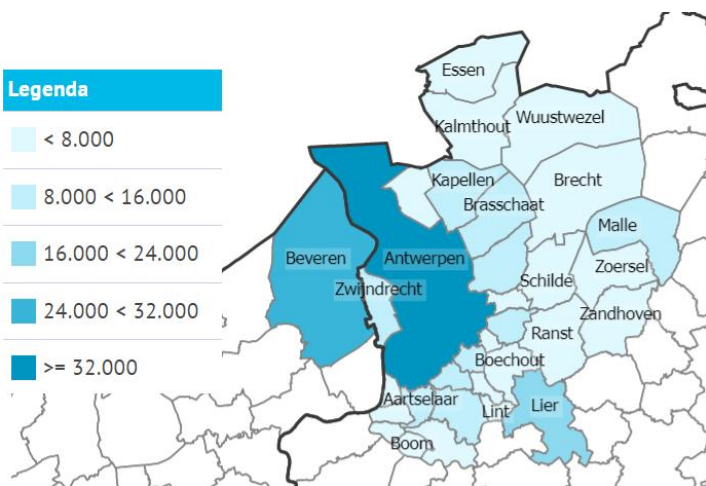 Legenda
< 8.000
8.000 < 16.000
16.000 < 24.000
24.000 < 32.000
>= 32.000
Essen
Kalmthout
Wuustwezel
Kapellen
Brecht
Brasschaat
Malle
Beveren
Antwerpen
Zoersel
Schilde
Zwijndrecht
Zandhoven
Ranst
Boechout
Aartselaar
Lint
Lier
Boom